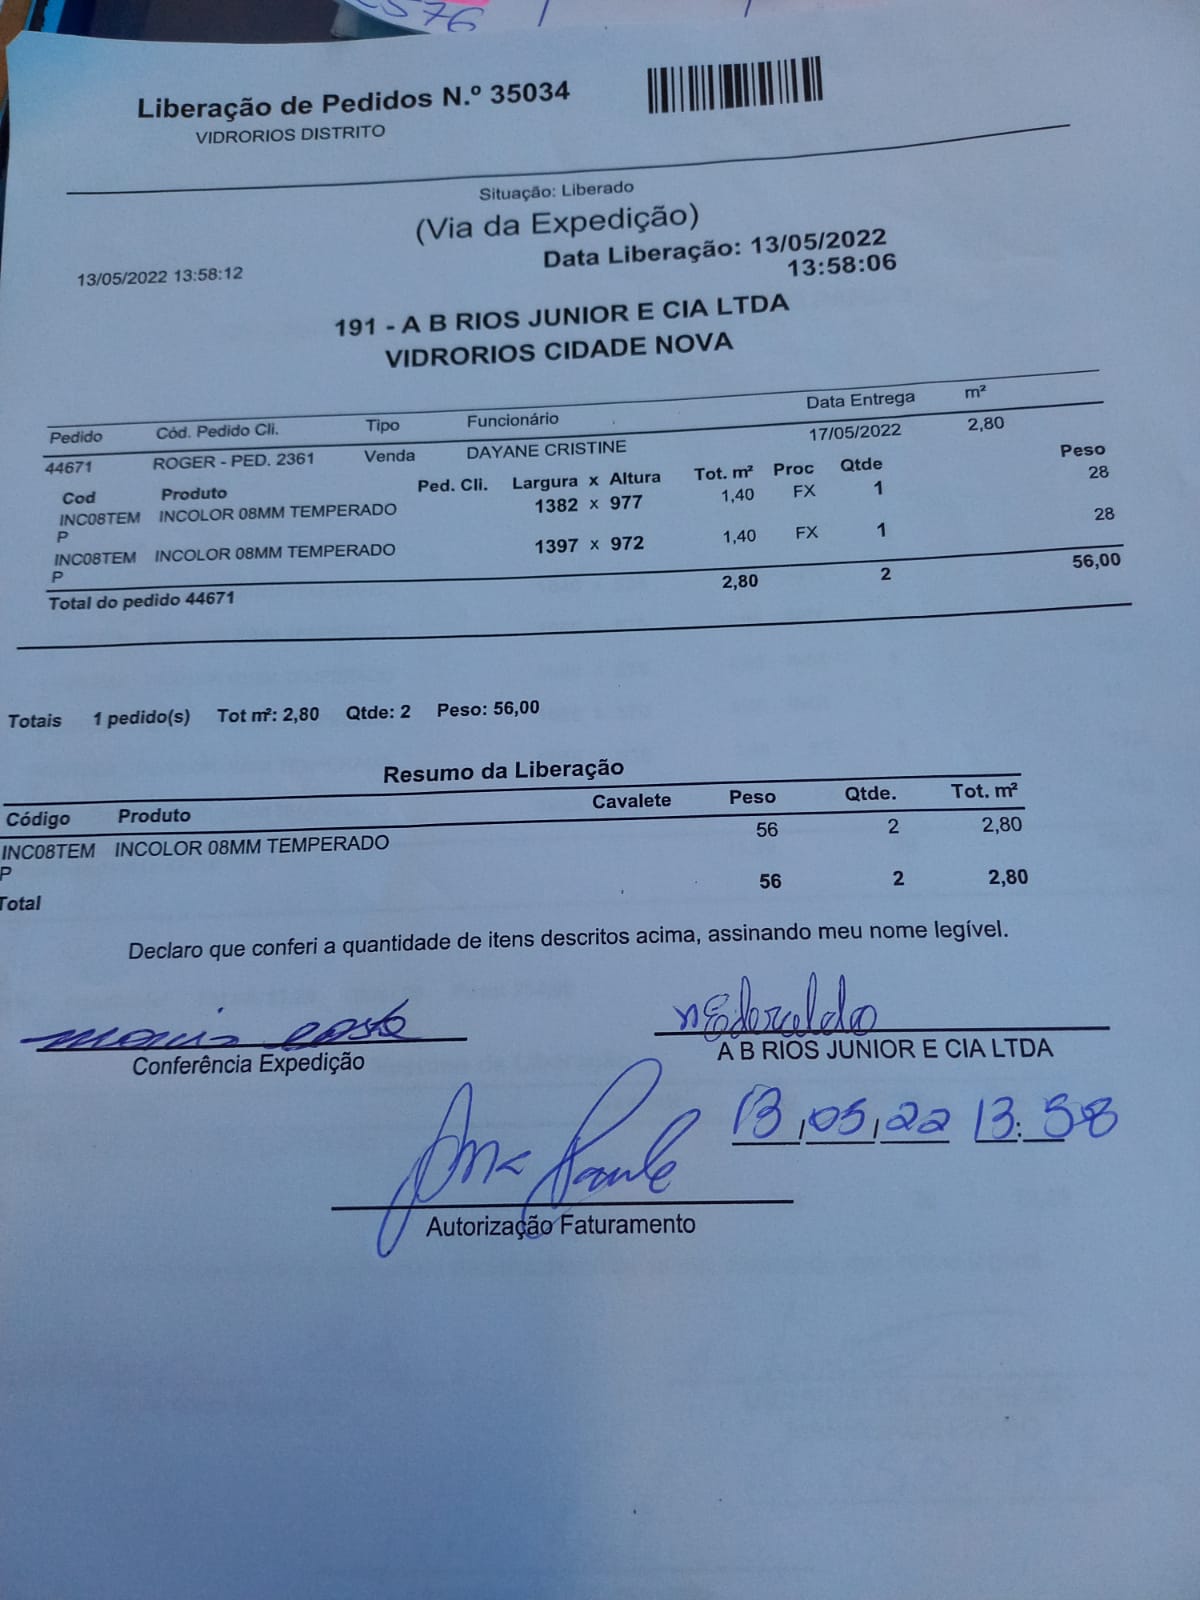 2576
Liberação de Pedidos N.º 35034
VIDRORIOS DISTRITO
Situação: Liberado
(Via da Expedição)
13/05/2022 13:58:12
Data Liberação: 13/05/2022
13:58:06
191 - A B RIOS JUNIOR E CIA LTDA
VIDRORIOS CIDADE NOVA
Pedido Cód. Pedido Cli. Tipo Funcionário Data Entrega m²
44671 ROGER - PED. 2361 Venda DAYANE CRISTINE 17/05/2022 2,80
Cod Produto Ped. Cli. Largura x Altura Tot. m² Proc Qtde Peso
INC08TEM INCOLOR 08MM TEMPERADO 1382 x 977 1,40 FX 1 28
P
INC08TEM INCOLOR 08MM TEMPERADO 1397 x 972 1,40 FX 1 28
P
Total do pedido 44671 2,80 2 56,00
Totais 1 pedido(s) Tot m²: 2,80 Qtde: 2 Peso: 56,00
Resumo da Liberação
Código Produto Cavalete Peso Qtde. Tot. m²
INC08TEM INCOLOR 08MM TEMPERADO 56 2 2,80
P
Total 56 2 2,80
Declaro que conferi a quantidade de itens descritos acima, assinando meu nome legível.
Conferência Expedição
A B RIOS JUNIOR E CIA LTDA
13/05/22 13:58
Ana Paula
Autorização Faturamento